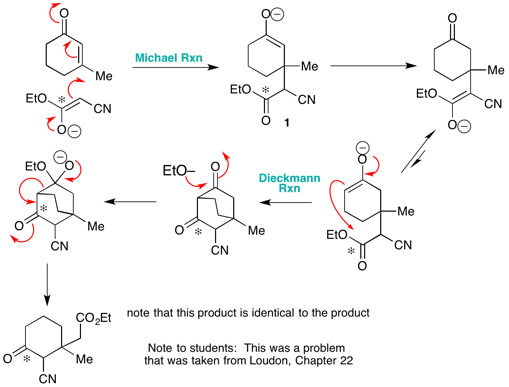 O
O ⊖
Michael Rxn
Me
Me
EtO
*
CN
O ⊖
EtO
*
O
CN
1
O
Me
EtO
*
CN
O ⊖
EtO
O ⊖
*
O
Me
CN
EtO
O
Me
O
*
CN
Dieckmann
Rxn
O ⊖
Me
EtO
*
O
CN
CO2Et
O
*
Me
CN
note that this product is identical to the product
Note to students: This was a problem
that was taken from Loudon, Chapter 22